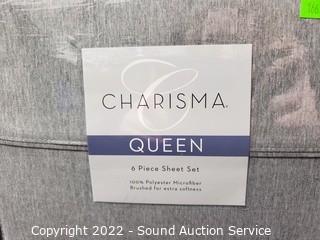 C
CHARISMA®
QUEEN
6 Piece Sheet Set
100% Polyester Microfiber
Brushed for extra softness
Copyright 2022 - Sound Auction Service